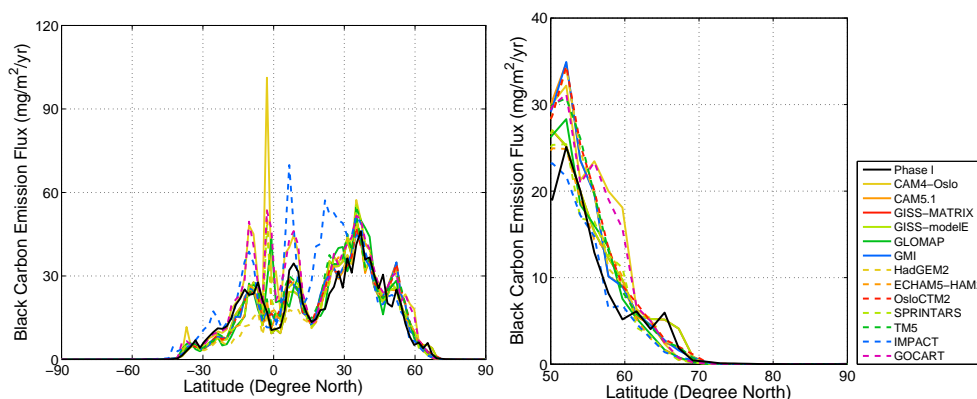 120
90
60
30
0
-90
-60
-30
0
30
60
90
Latitude (Degree North)
Black Carbon Emission Flux (mg/m²/yr)
40
30
20
10
0
50
60
70
80
90
Latitude (Degree North)
Black Carbon Emission Flux (mg/m²/yr)
Phase I
CAM4-Oslo
CAM5.1
GISS-MATRIX
GISS-modelE
GLOMAP
GMI
HadGEM2
ECHAM5-HAM
OsloCTM2
SPRINTARS
TM5
IMPACT
GOCART